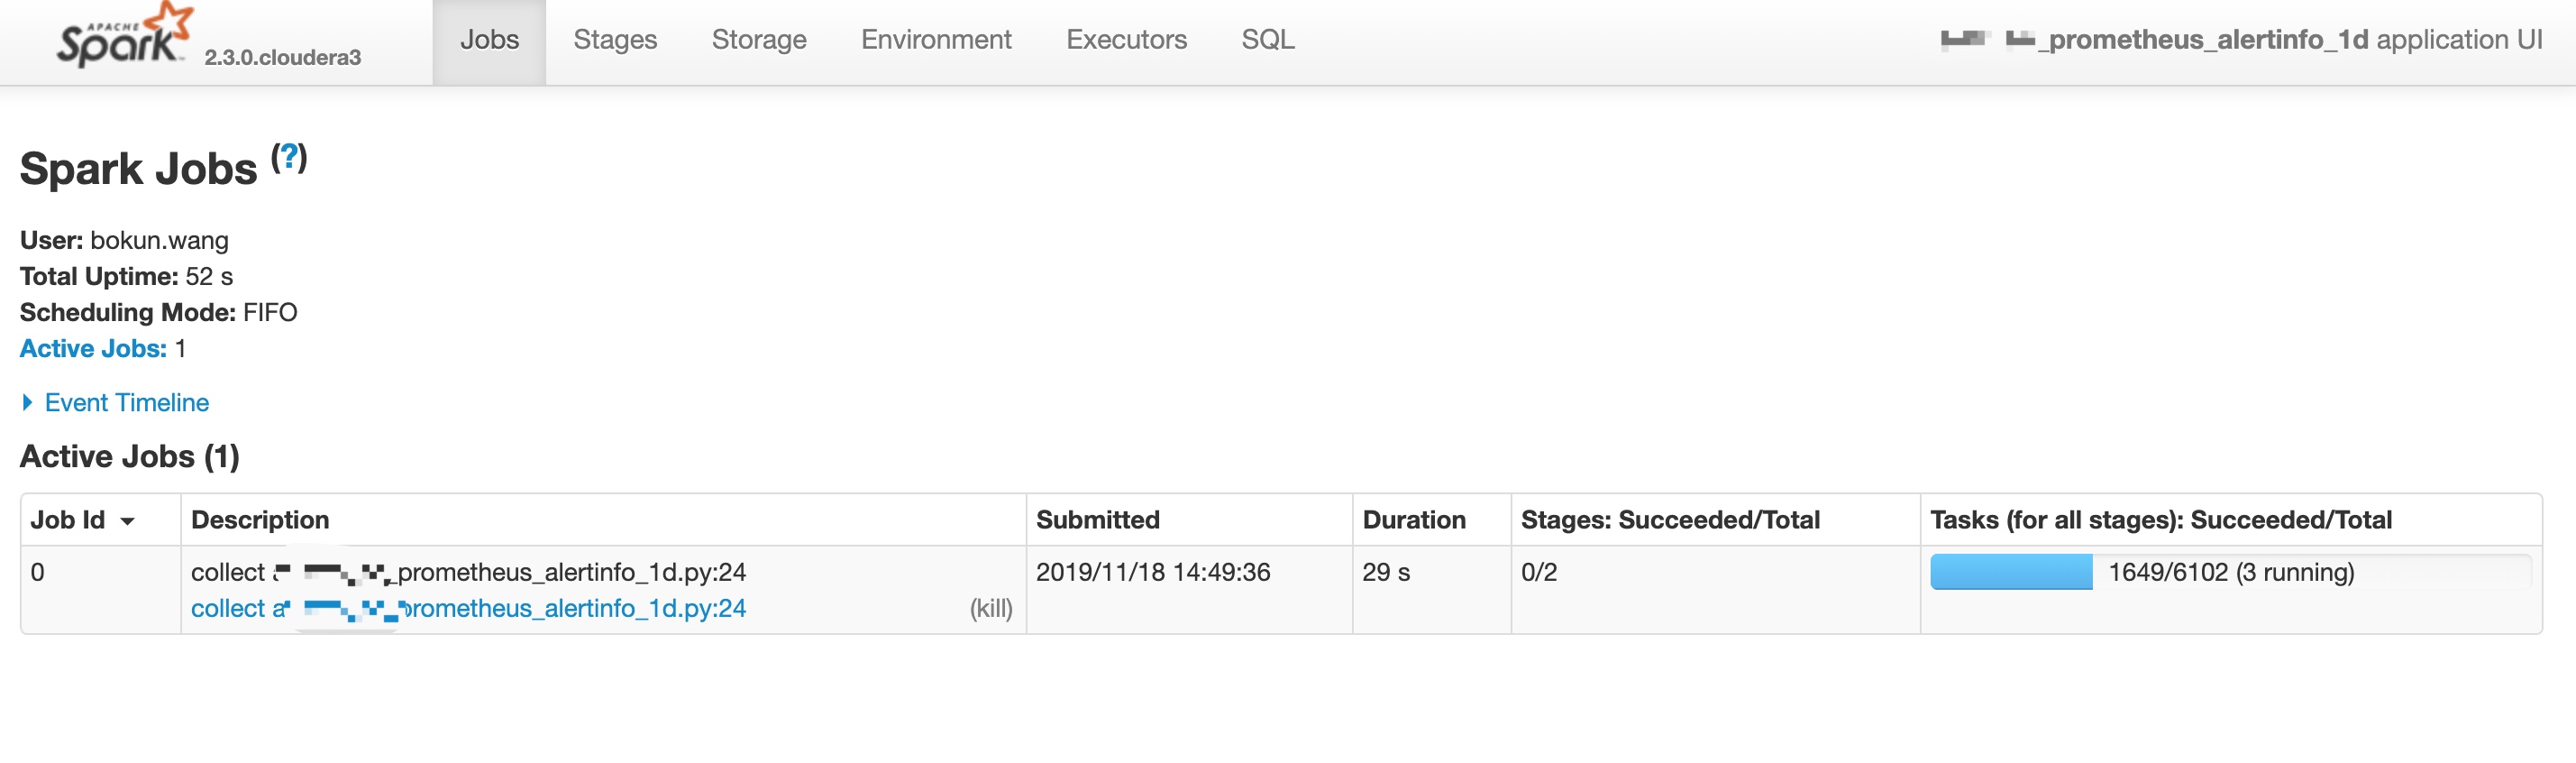 APACHE
Spark 2.3.0.cloudera3
Jobs
Stages
Storage
Environment
Executors
SQL
_prometheus_alertinfo_1d application UI
Spark Jobs (?)
User: bokun.wang
Total Uptime: 52 s
Scheduling Mode: FIFO
Active Jobs: 1
Event Timeline
Active Jobs (1)
Job Id Description Submitted Duration Stages: Succeeded/Total Tasks (for all stages): Succeeded/Total
0 collect _prometheus_alertinfo_1d.py:24 2019/11/18 14:49:36 29 s 0/2 1649/6102 (3 running)
collect prometheus_alertinfo_1d.py:24 (kill)